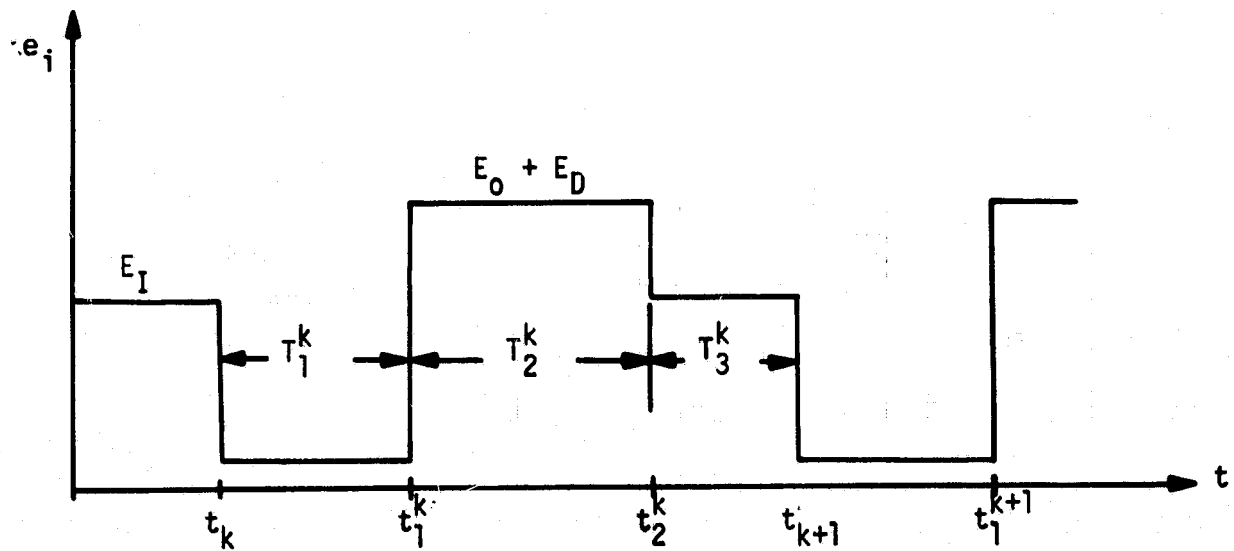 e_i
E_o + E_D
E_I
T_1^k T_2^k T_3^k
t
t_k t_1^k t_2^k t_{k+1} t_1^{k+1}